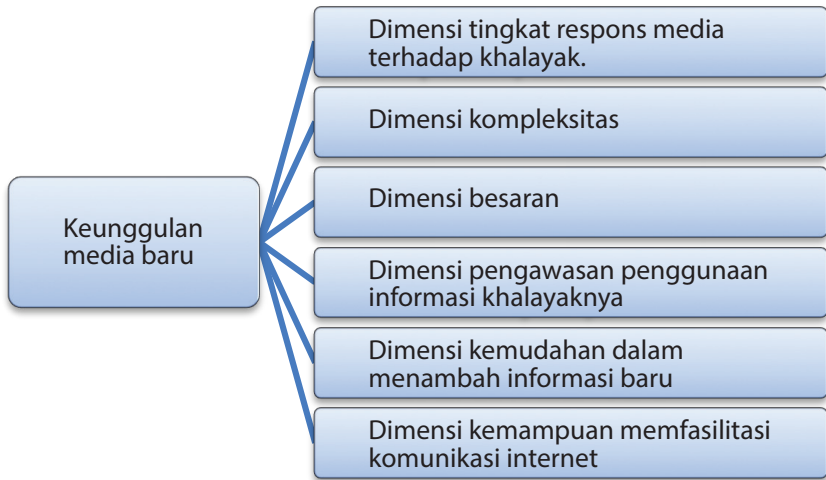 Keunggulan
media baru
Dimensi tingkat respons media
terhadap khalayak.
Dimensi kompleksitas
Dimensi besaran
Dimensi pengawasan penggunaan
informasi khalayaknya
Dimensi kemudahan dalam
menambah informasi baru
Dimensi kemampuan memfasilitasi
komunikasi internet